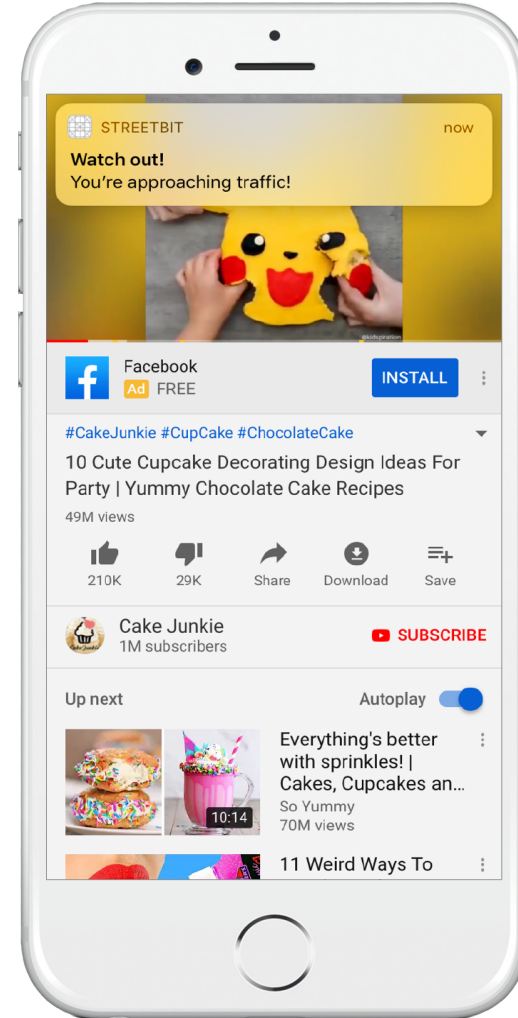 STREETBIT now
Watch out!
You're approaching traffic!
@kidspiration
Facebook
Ad FREE
INSTALL
#CakeJunkie #CupCake #ChocolateCake
10 Cute Cupcake Decorating Design Ideas For
Party | Yummy Chocolate Cake Recipes
49M views
210K 29K Share Download Save
Cake Junkie
1M subscribers
SUBSCRIBE
Up next Autoplay
Everything's better
with sprinkles! |
Cakes, Cupcakes an...
So Yummy
70M views
10:14
11 Weird Ways To